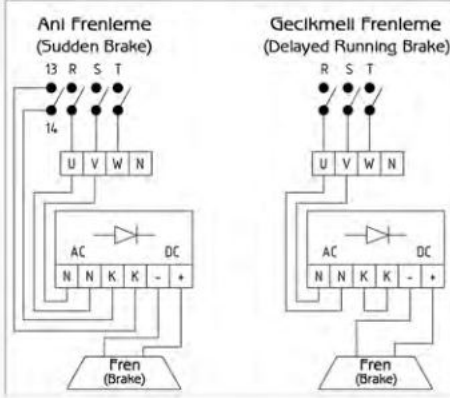 Ani Frenleme
(Sudden Brake)
13 R S T
14
U V W N
AC DC
N N K K - +
Fren
(Brake)
Gecikmeli Frenleme
(Delayed Running Brake)
R S T
U V W N
AC DC
N N K K - +
Fren
(Brake)